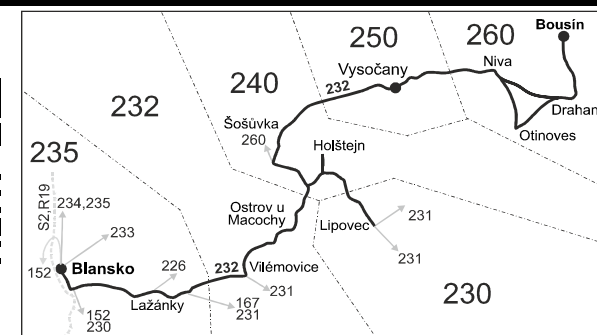 Bousín
250
260
Niva
Vysočany
240
232
232
Drahan
Šošůvka
260
Otinoves
235
Holštejn
S2,R19
234,235
Ostrov u
Macochy
Lipovec
231
233
231
152
Blansko
226
232
Vilémovice
231
230
Lažánky
167
231
152
230